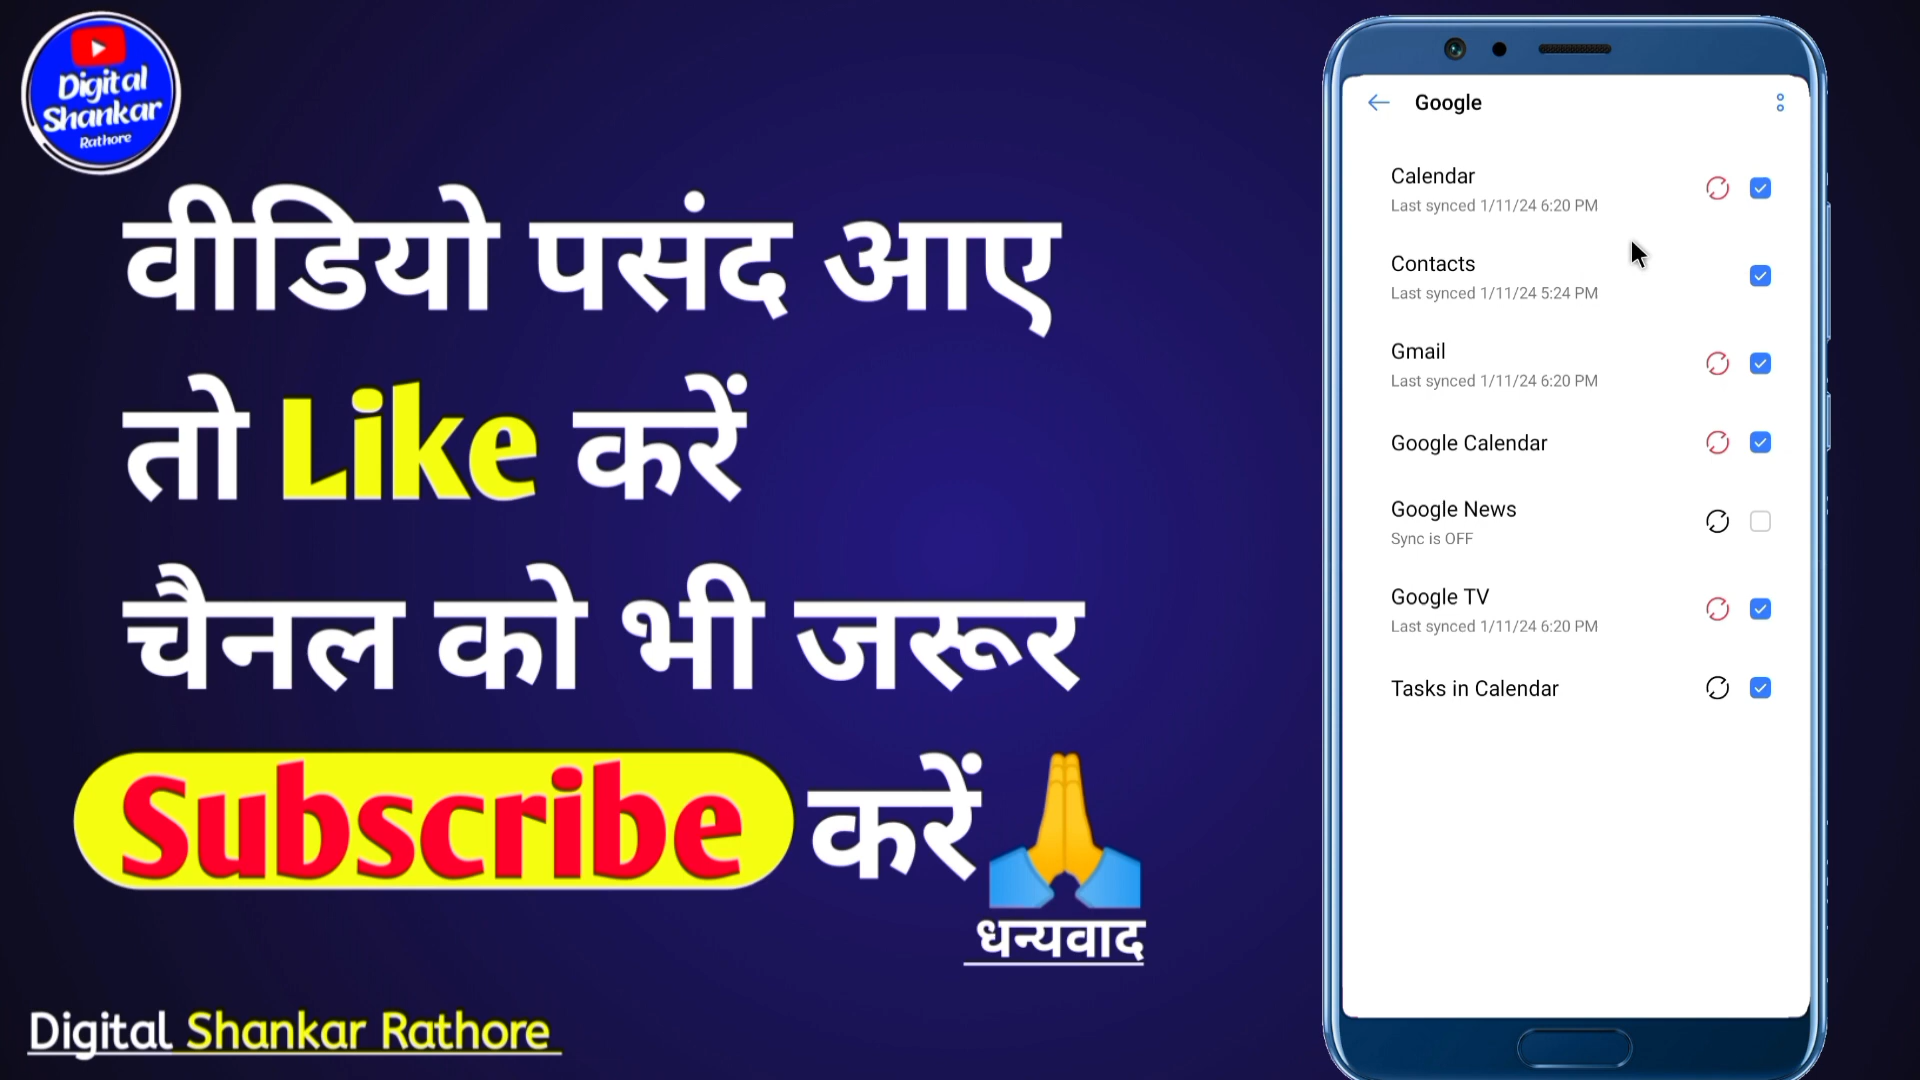 Digital
Shankar
Rathore
वीडियो पसंद आए
तो Like करें
चैनल को भी जरूर
Subscribe करें
धन्यवाद
Digital Shankar Rathore
Google
Calendar
Last synced 1/11/24 6:20 PM
Contacts
Last synced 1/11/24 5:24 PM
Gmail
Last synced 1/11/24 6:20 PM
Google Calendar
Google News
Sync is OFF
Google TV
Last synced 1/11/24 6:20 PM
Tasks in Calendar